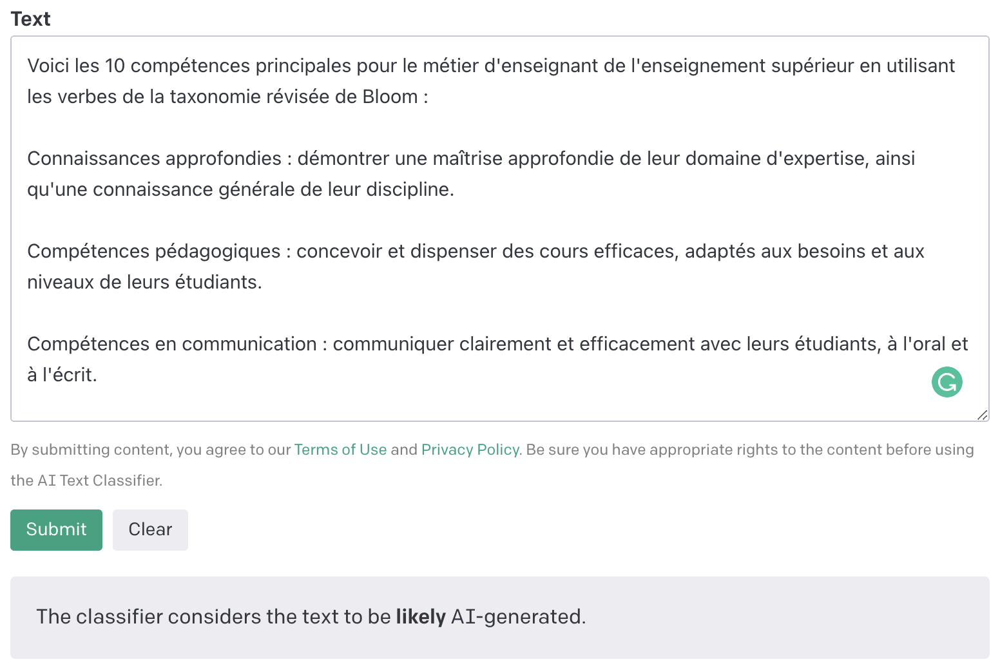 Text
Voici les 10 compétences principales pour le métier d'enseignant de l'enseignement supérieur en utilisant
les verbes de la taxonomie révisée de Bloom :
Connaissances approfondies : démontrer une maîtrise approfondie de leur domaine d'expertise, ainsi
qu'une connaissance générale de leur discipline.
Compétences pédagogiques : concevoir et dispenser des cours efficaces, adaptés aux besoins et aux
niveaux de leurs étudiants.
Compétences en communication : communiquer clairement et efficacement avec leurs étudiants, à l'oral et
à l'écrit.
By submitting content, you agree to our Terms of Use and Privacy Policy. Be sure you have appropriate rights to the content before using
the AI Text Classifier.
Submit Clear
The classifier considers the text to be likely AI-generated.